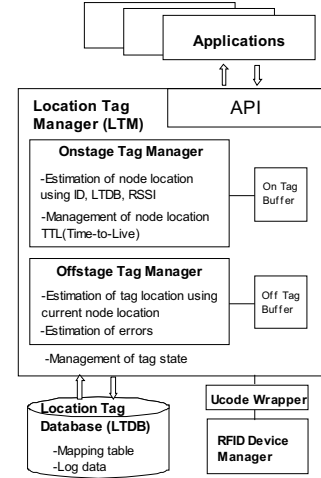 Applications
API
Location Tag
Manager (LTM)
Onstage Tag Manager
-Estimation of node location
using ID, LTDB, RSSI
-Management of node location
TTL(Time-to-Live)
On Tag
Buffer
Offstage Tag Manager
-Estimation of tag location using
current node location
-Estimation of errors
Off Tag
Buffer
-Management of tag state
Location Tag
Database (LTDB)
-Mapping table
-Log data
Ucode Wrapper
RFID Device
Manager